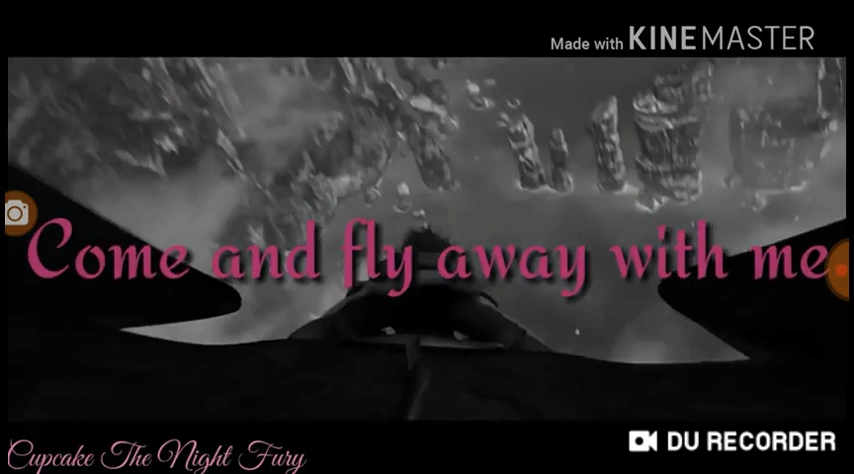 Made with KINEMASTER
Come and fly away with me
DU RECORDER
Cupcake The Night Fury